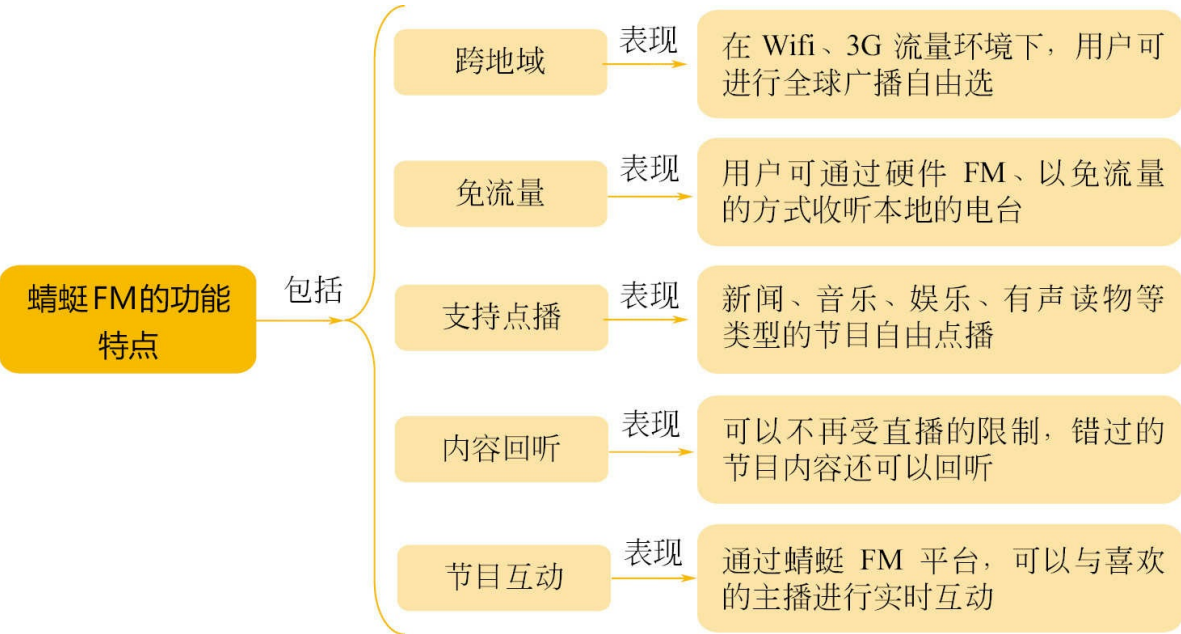 蜻蜓FM的功能
特点
包括
跨地域
表现
在 Wifi、3G 流量环境下，用户可
进行全球广播自由选
免流量
表现
用户可通过硬件 FM、以免流量
的方式收听本地的电台
支持点播
表现
新闻、音乐、娱乐、有声读物等
类型的节目自由点播
内容回听
表现
可以不再受直播的限制，错过的
节目内容还可以回听
节目互动
表现
通过蜻蜓 FM 平台，可以与喜欢
的主播进行实时互动